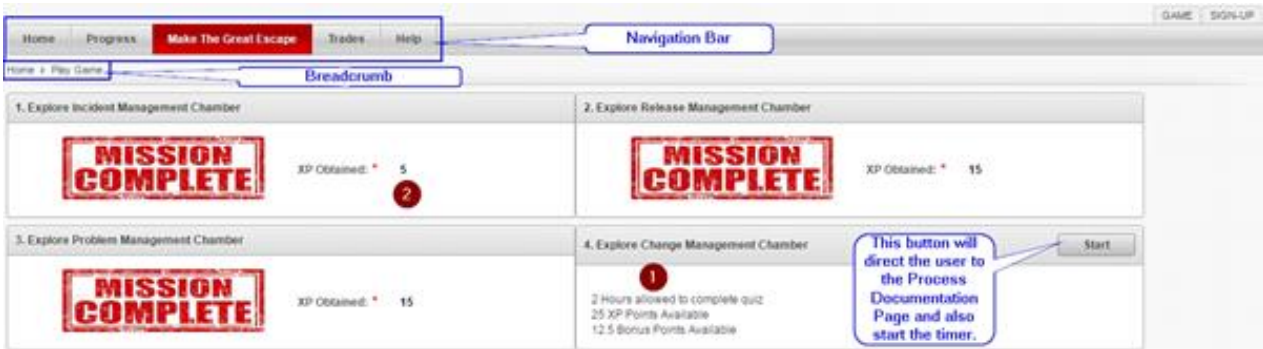 GAME SIGN-UP
Home Progress Make The Great Escape Trades Help
Navigation Bar
Home > Play Game
Breadcrumb
1. Explore Incident Management Chamber
2. Explore Release Management Chamber
MISSION
COMPLETE
XP Obtained: * 5
2
MISSION
COMPLETE
XP Obtained: * 15
3. Explore Problem Management Chamber
4. Explore Change Management Chamber
Start
MISSION
COMPLETE
XP Obtained: * 15
1
2 Hours allowed to complete quiz
25 XP Points Available
12.5 Bonus Points Available
This button will
direct the user to
the Process
Documentation
Page and also
start the timer.